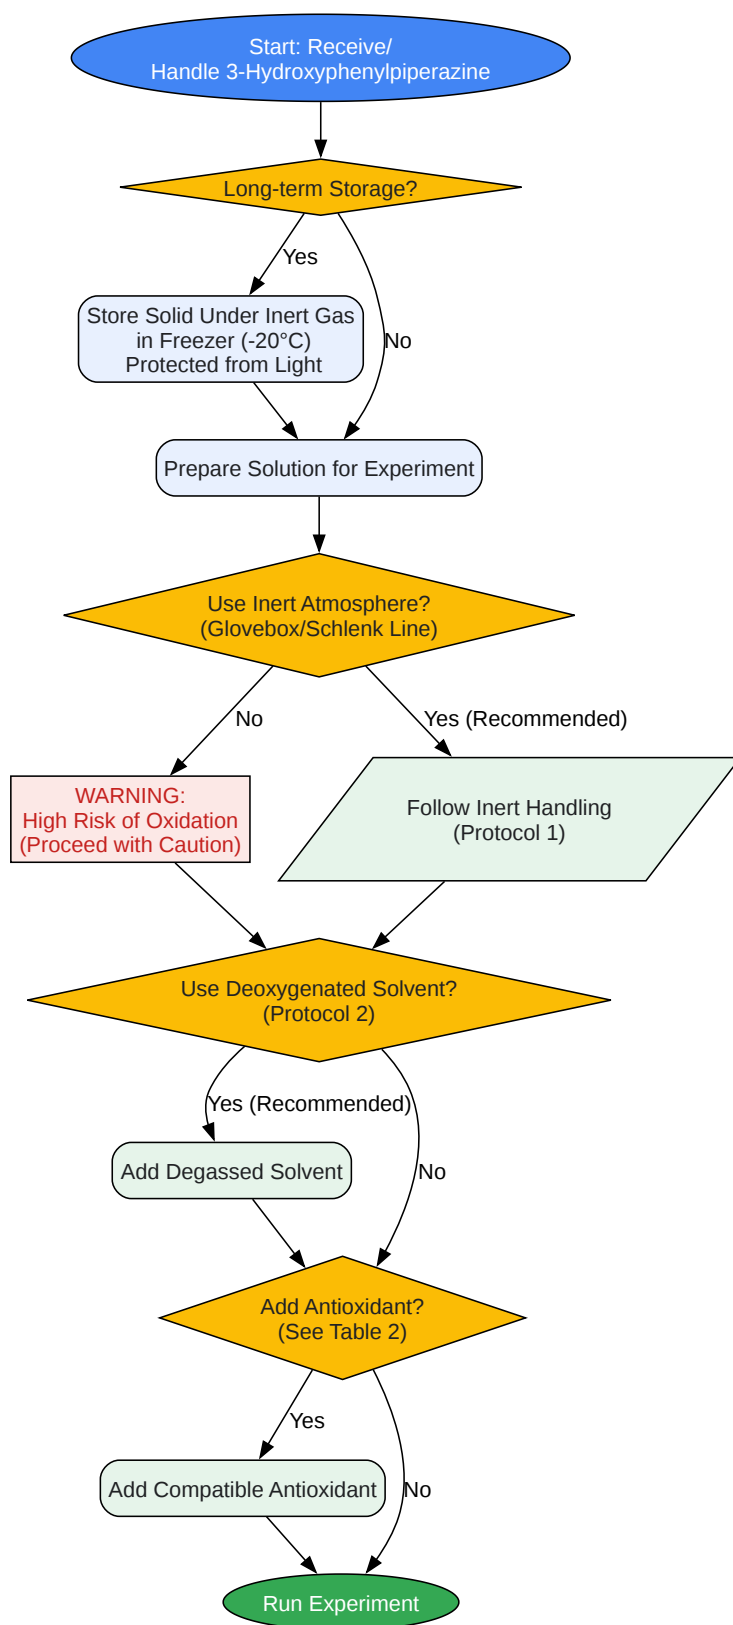 Start: Receive/
Handle 3-Hydroxyphenylpiperazine
Long-term Storage?
Yes
Store Solid Under Inert Gas
in Freezer (-20°C)
Protected from Light
No
Prepare Solution for Experiment
Use Inert Atmosphere?
(Glovebox/Schlenk Line)
No
Yes (Recommended)
WARNING:
High Risk of Oxidation
(Proceed with Caution)
Follow Inert Handling
(Protocol 1)
Use Deoxygenated Solvent?
(Protocol 2)
Yes (Recommended)
Add Degassed Solvent
No
Add Antioxidant?
(See Table 2)
Yes
Add Compatible Antioxidant
No
Run Experiment